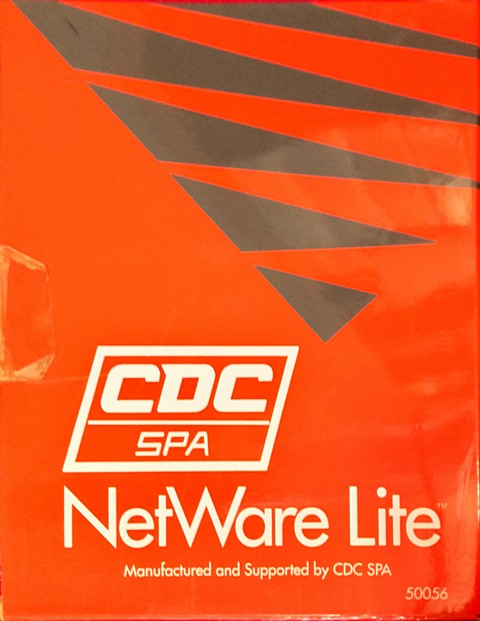 CDC
SPA
NetWare Lite™
Manufactured and Supported by CDC SPA
50056